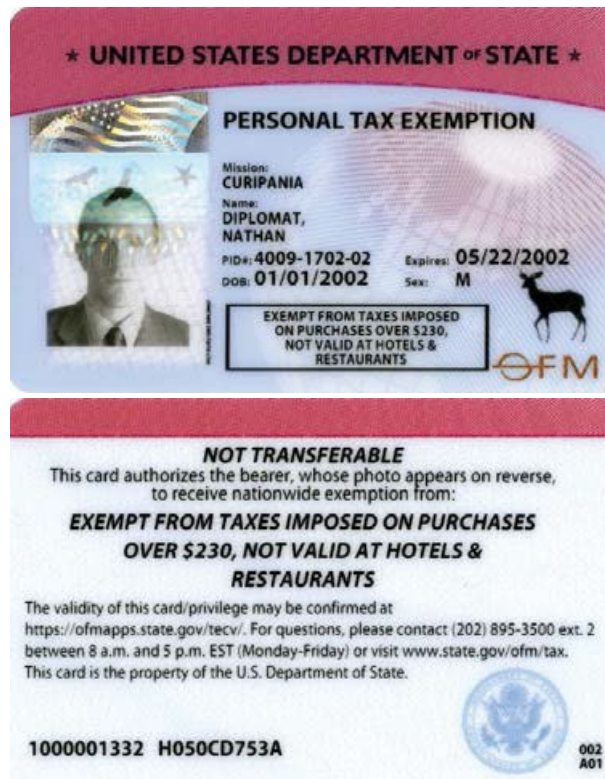 ★ UNITED STATES DEPARTMENT OF STATE ★
PERSONAL TAX EXEMPTION
Mission:
CURIPANIA
Name:
DIPLOMAT,
NATHAN
PID#: 4009-1702-02 Expires: 05/22/2002
DOB: 01/01/2002 Sex: M
EXEMPT FROM TAXES IMPOSED
ON PURCHASES OVER $230,
NOT VALID AT HOTELS &
RESTAURANTS
OFM
NOT TRANSFERABLE
This card authorizes the bearer, whose photo appears on reverse,
to receive nationwide exemption from:
EXEMPT FROM TAXES IMPOSED ON PURCHASES
OVER $230, NOT VALID AT HOTELS &
RESTAURANTS
The validity of this card/privilege may be confirmed at
https://ofmapps.state.gov/tecv/. For questions, please contact (202) 895-3500 ext. 2
between 8 a.m. and 5 p.m. EST (Monday-Friday) or visit www.state.gov/ofm/tax.
This card is the property of the U.S. Department of State.
1000001332 H050CD753A
002
A01